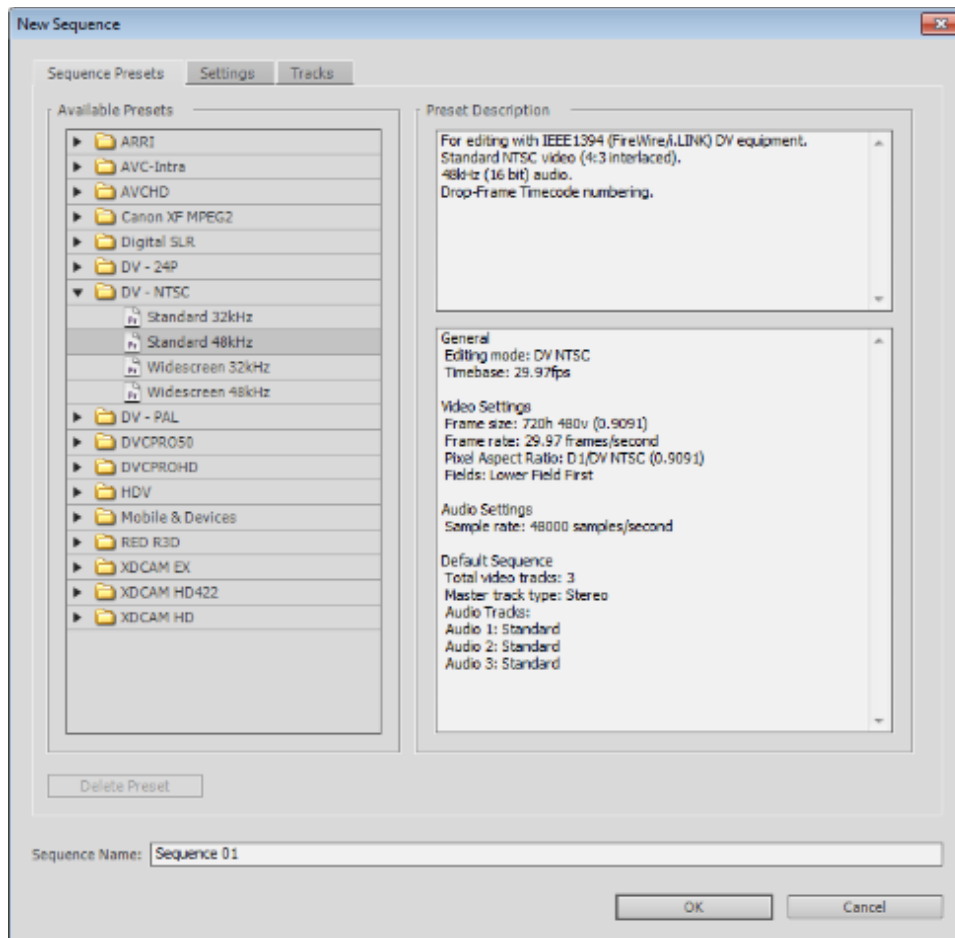 New Sequence
Sequence Presets
Settings
Tracks
Available Presets
ARRI
AVC-Intra
AVCHD
Canon XF MPEG2
Digital SLR
DV - 24P
DV - NTSC
Standard 32kHz
Standard 48kHz
Widescreen 32kHz
Widescreen 48kHz
DV - PAL
DVCPRO50
DVCPROHD
HDV
Mobile & Devices
RED R3D
XDCAM EX
XDCAM HD422
XDCAM HD
Preset Description
For editing with IEEE1394 (FireWire/i.LINK) DV equipment.
Standard NTSC video (4:3 interlaced).
48kHz (16 bit) audio.
Drop-Frame Timecode numbering.
General
Editing mode: DV NTSC
Timebase: 29.97fps
Video Settings
Frame size: 720h 480v (0.9091)
Frame rate: 29.97 frames/second
Pixel Aspect Ratio: D1/DV NTSC (0.9091)
Fields: Lower Field First
Audio Settings
Sample rate: 48000 samples/second
Default Sequence
Total video tracks: 3
Master track type: Stereo
Audio Tracks:
Audio 1: Standard
Audio 2: Standard
Audio 3: Standard
Delete Preset
Sequence Name: Sequence 01
OK
Cancel